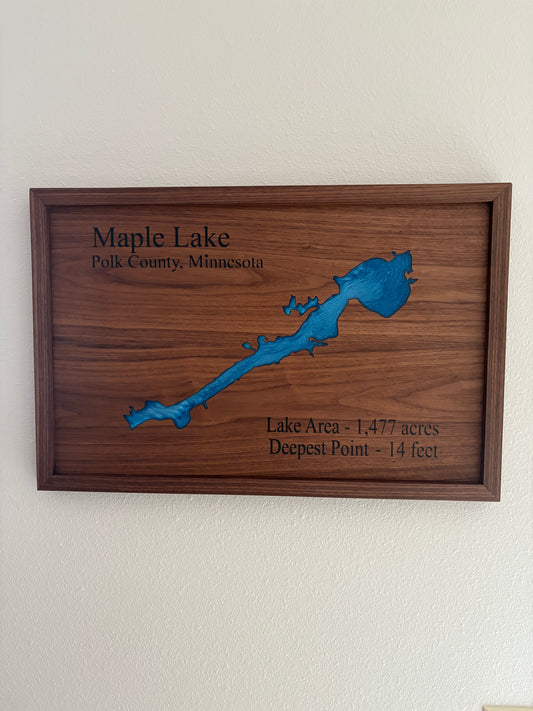 Maple Lake
Polk County, Minnesota
Lake Area - 1,477 acres
Deepest Point - 14 feet